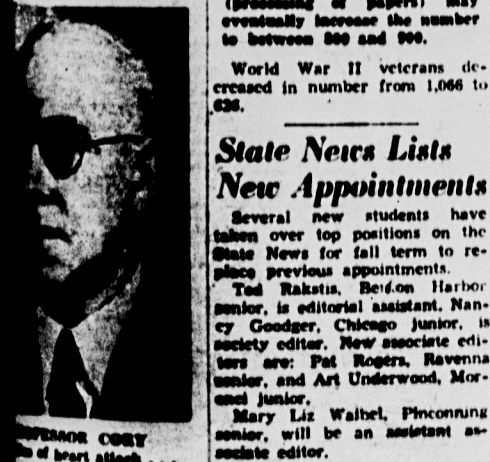 (processing of papers) may
eventually increase the number
to between 800 and 900.
World War II veterans de-
creased in number from 1,066 to
626.
State News Lists
New Appointments
Several new students have
taken over top positions on the
State News for fall term to re-
place previous appointments.
Ted Rakstis, Benton Harbor
senior, is editorial assistant. Nan-
cy Goodger, Chicago junior, is
society editor. New associate edi-
tors are: Pat Rogers, Ravenna
senior, and Art Underwood, Mor-
enci junior.
Mary Liz Waibel, Pinconning
senior, will be an assistant as-
sociate editor.
PROFESSOR CORY
of heart attack